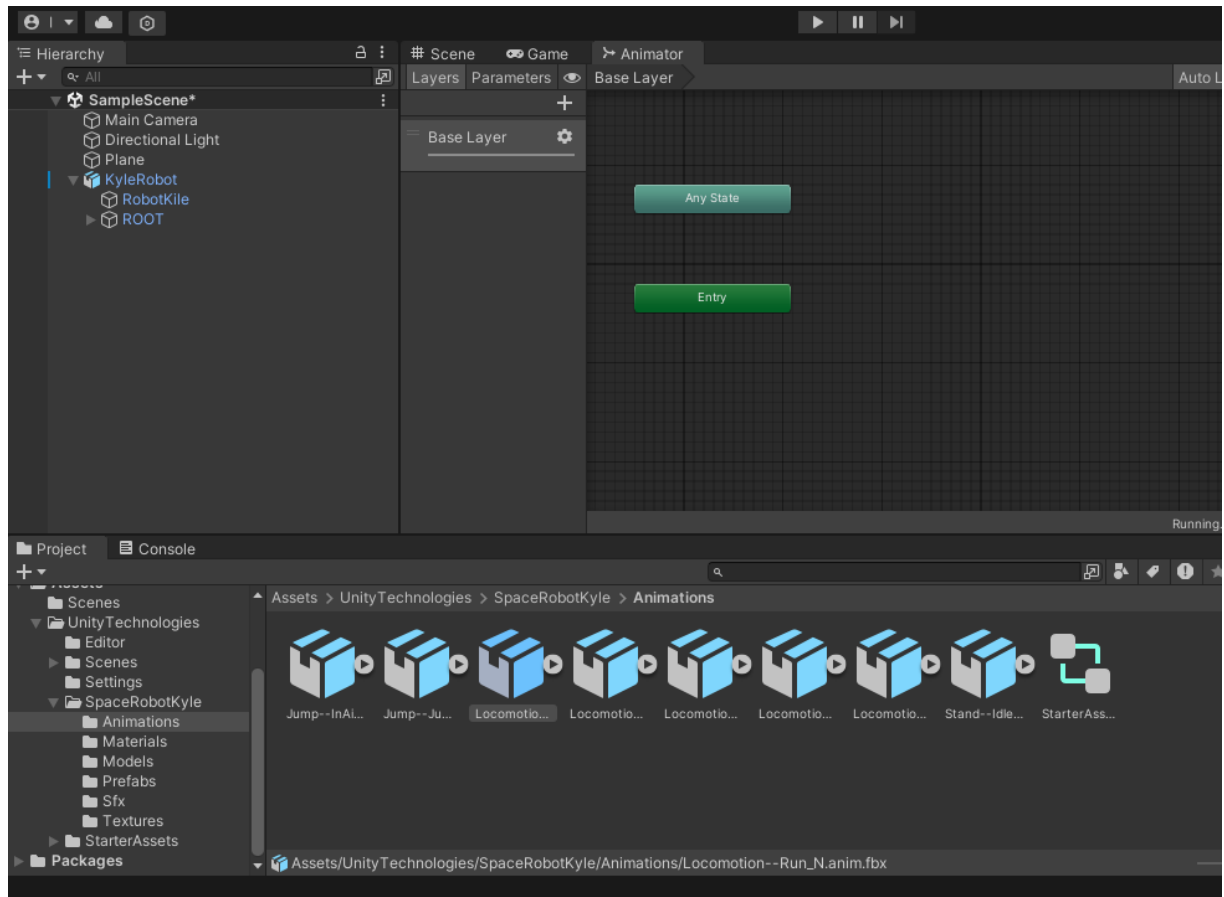 Hierarchy
All
SampleScene*
Main Camera
Directional Light
Plane
KyleRobot
RobotKile
ROOT
Scene Game Animator
Layers Parameters Base Layer Auto L
Base Layer
Any State
Entry
Running.
Project Console
Assets
Scenes
UnityTechnologies
Editor
Scenes
Settings
SpaceRobotKyle
Animations
Materials
Models
Prefabs
Sfx
Textures
StarterAssets
Packages
Assets > UnityTechnologies > SpaceRobotKyle > Animations
Jump--InAi... Jump--Ju... Locomotio... Locomotio... Locomotio... Locomotio... Locomotio... Stand--Idle... StarterAss...
Assets/UnityTechnologies/SpaceRobotKyle/Animations/Locomotion--Run_N.anim.fbx